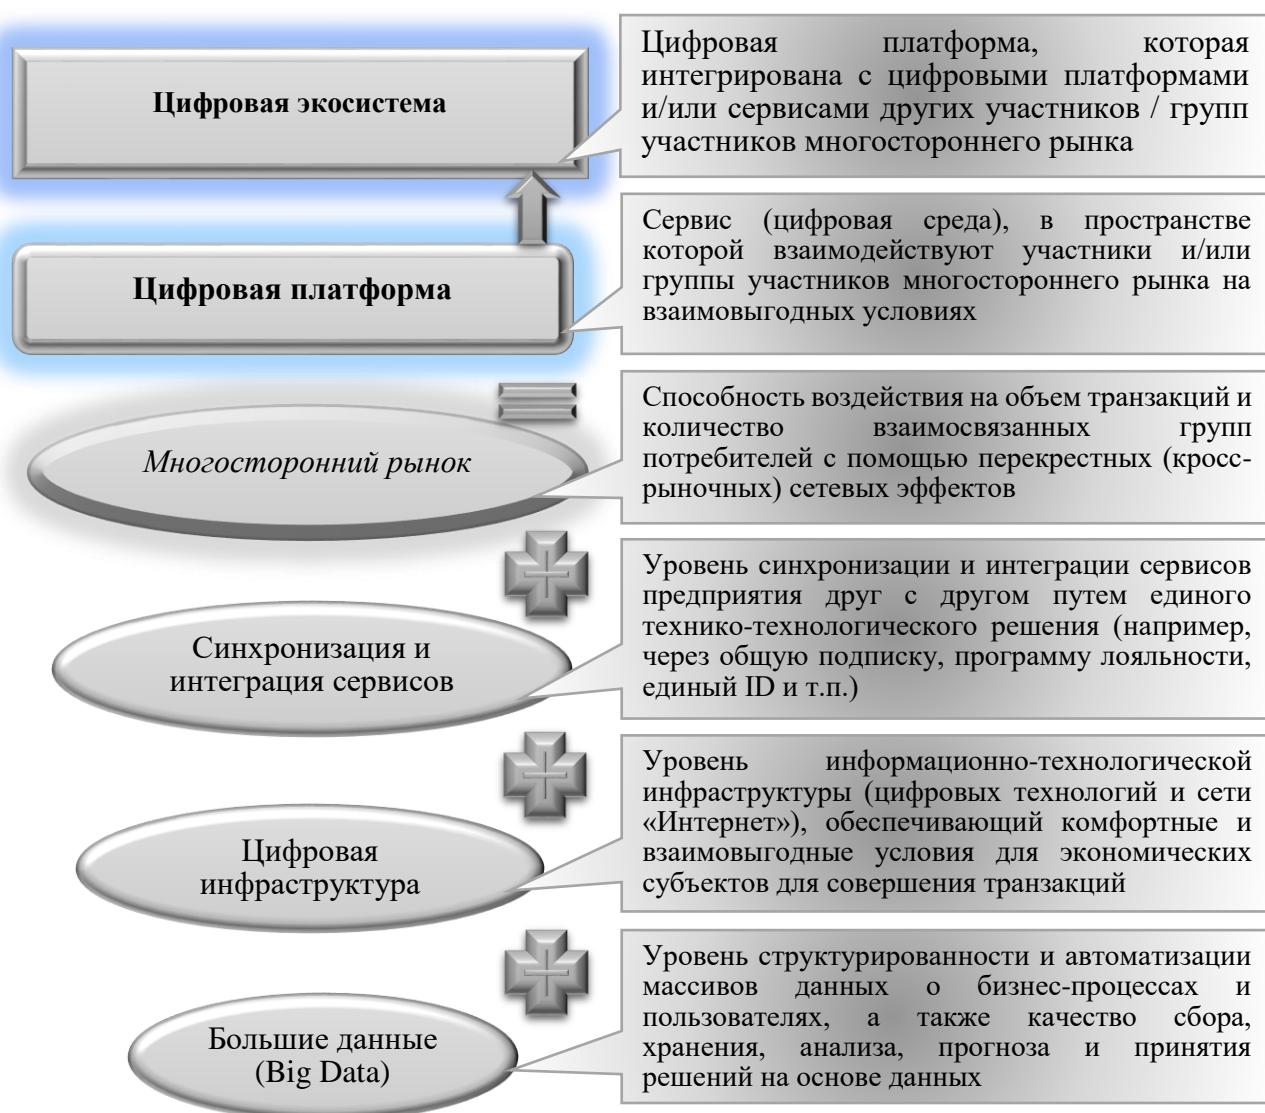 Цифровая экосистема
Цифровая платформа, которая
интегрирована с цифровыми платформами
и/или сервисами других участников / групп
участников многостороннего рынка
Цифровая платформа
Сервис (цифровая среда), в пространстве
которой взаимодействуют участники и/или
группы участников многостороннего рынка на
взаимовыгодных условиях
Многосторонний рынок
Способность воздействия на объем транзакций и
количество взаимосвязанных групп
потребителей с помощью перекрестных (кросс-
рыночных) сетевых эффектов
Синхронизация и
интеграция сервисов
Уровень синхронизации и интеграции сервисов
предприятия друг с другом путем единого
технико-технологического решения (например,
через общую подписку, программу лояльности,
единый ID и т.п.)
Цифровая
инфраструктура
Уровень информационно-технологической
инфраструктуры (цифровых технологий и сети
«Интернет»), обеспечивающий комфортные и
взаимовыгодные условия для экономических
субъектов для совершения транзакций
Большие данные
(Big Data)
Уровень структурированности и автоматизации
массивов данных о бизнес-процессах и
пользователях, а также качество сбора,
хранения, анализа, прогноза и принятия
решений на основе данных